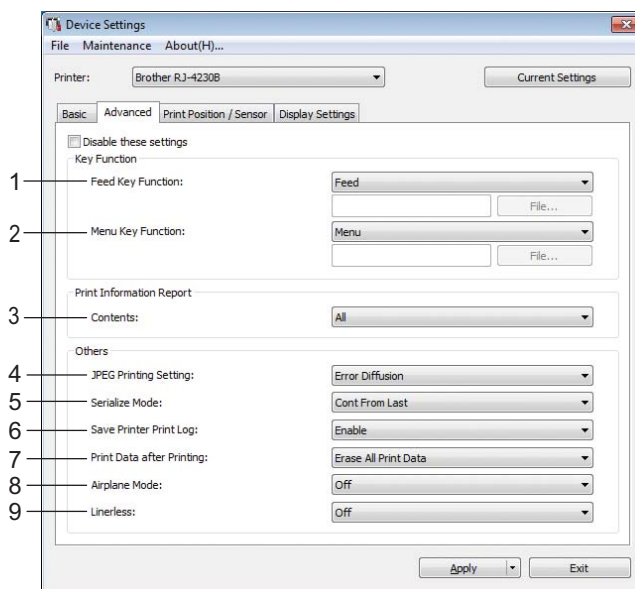 Device Settings
File Maintenance About(H)...
Printer: Brother RJ-4230B Current Settings
Basic Advanced Print Position / Sensor Display Settings
Disable these settings
Key Function
1 Feed Key Function: Feed
File...
2 Menu Key Function: Menu
File...
Print Information Report
3 Contents: All
Others
4 JPEG Printing Setting: Error Diffusion
5 Serialize Mode: Cont From Last
6 Save Printer Print Log: Enable
7 Print Data after Printing: Erase All Print Data
8 Airplane Mode: Off
9 Linerless: Off
Apply Exit